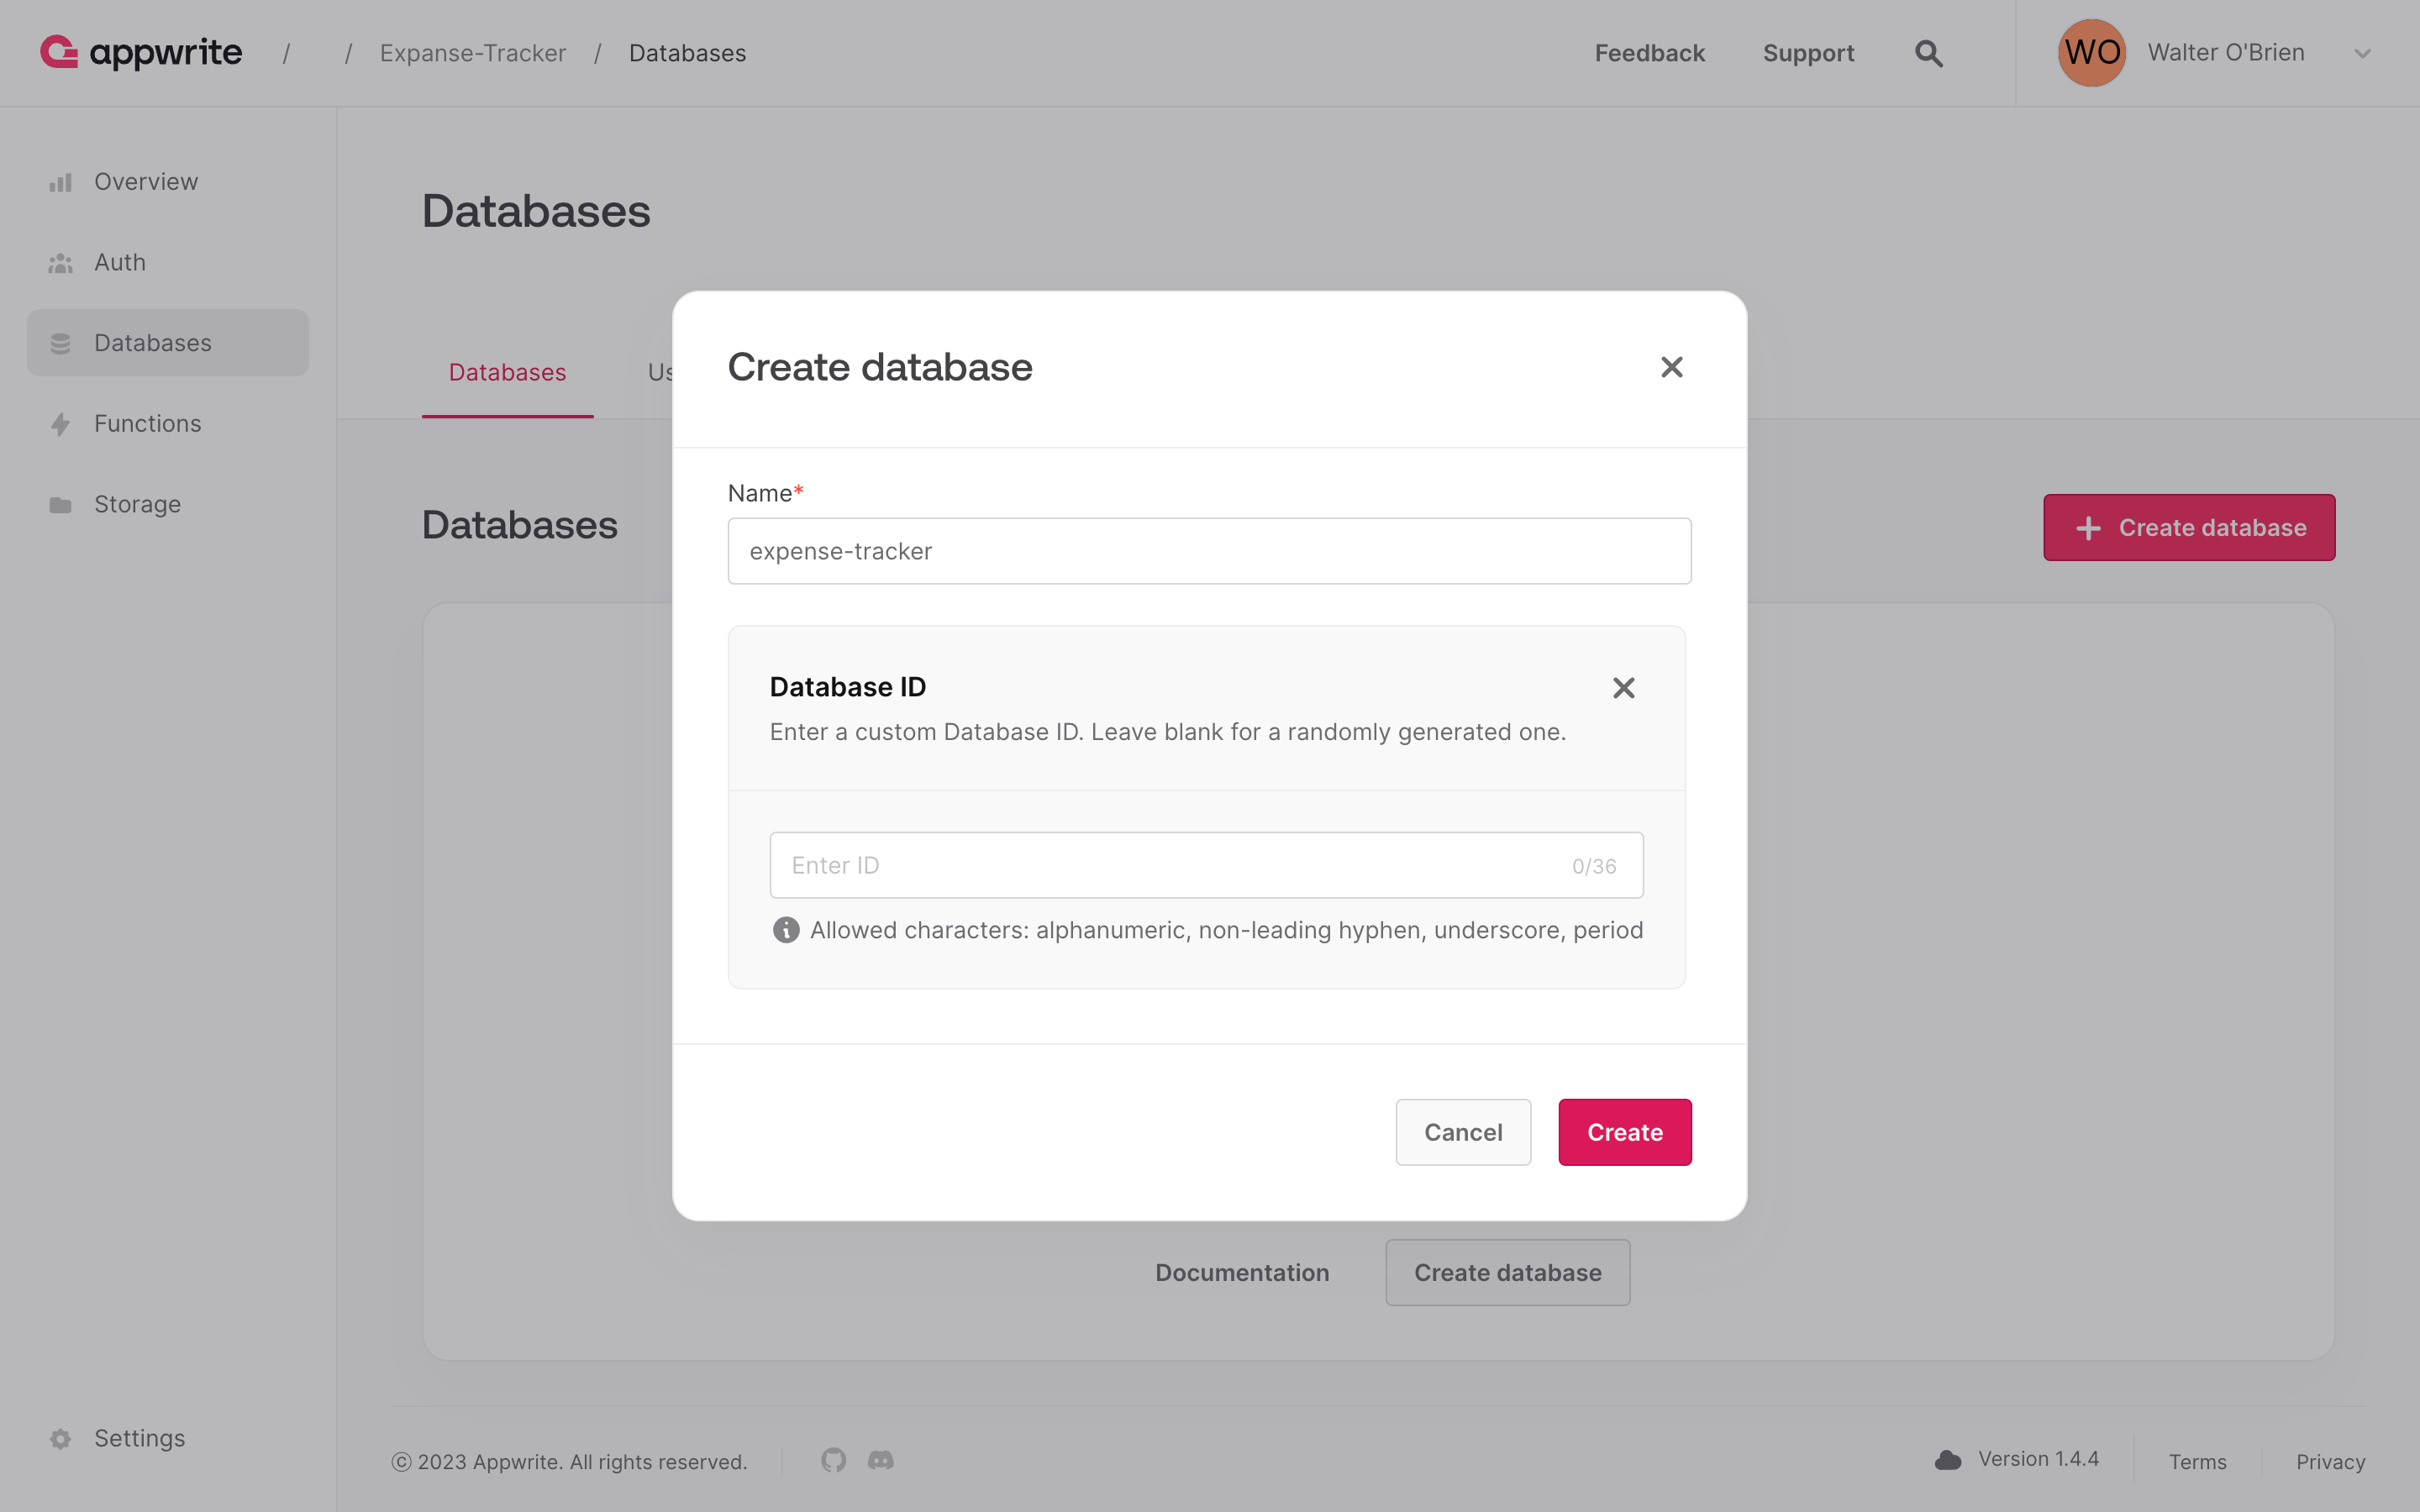 appwrite / / Expanse-Tracker / Databases Feedback Support WO Walter O'Brien
Overview
Auth
Databases
Functions
Storage
Settings
Databases
Databases Us
Databases
Create database
Create database
Name*
expense-tracker
Database ID
Enter a custom Database ID. Leave blank for a randomly generated one.
Enter ID 0/36
Allowed characters: alphanumeric, non-leading hyphen, underscore, period
Cancel Create
Documentation Create database
© 2023 Appwrite. All rights reserved. Version 1.4.4 Terms Privacy